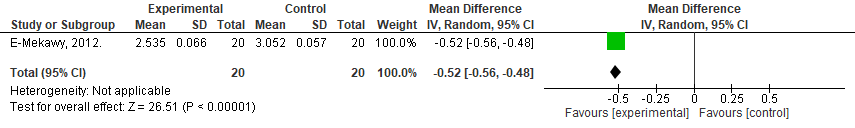 Experimental Control Mean Difference Mean Difference
Study or Subgroup Mean SD Total Mean SD Total Weight IV, Random, 95% CI IV, Random, 95% CI
E-Mekawy, 2012. 2.535 0.066 20 3.052 0.057 20 100.0% -0.52 [-0.56, -0.48]
Total (95% CI) 20 20 100.0% -0.52 [-0.56, -0.48]
Heterogeneity: Not applicable
Test for overall effect: Z = 26.51 (P < 0.00001)
-0.5 -0.25 0 0.25 0.5
Favours [experimental] Favours [control]